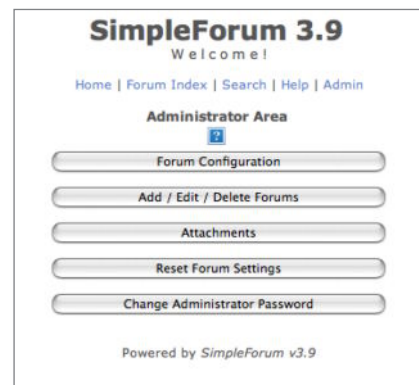 SimpleForum 3.9
Welcome!
Home | Forum Index | Search | Help | Admin
Administrator Area
?
Forum Configuration
Add / Edit / Delete Forums
Attachments
Reset Forum Settings
Change Administrator Password
Powered by SimpleForum v3.9